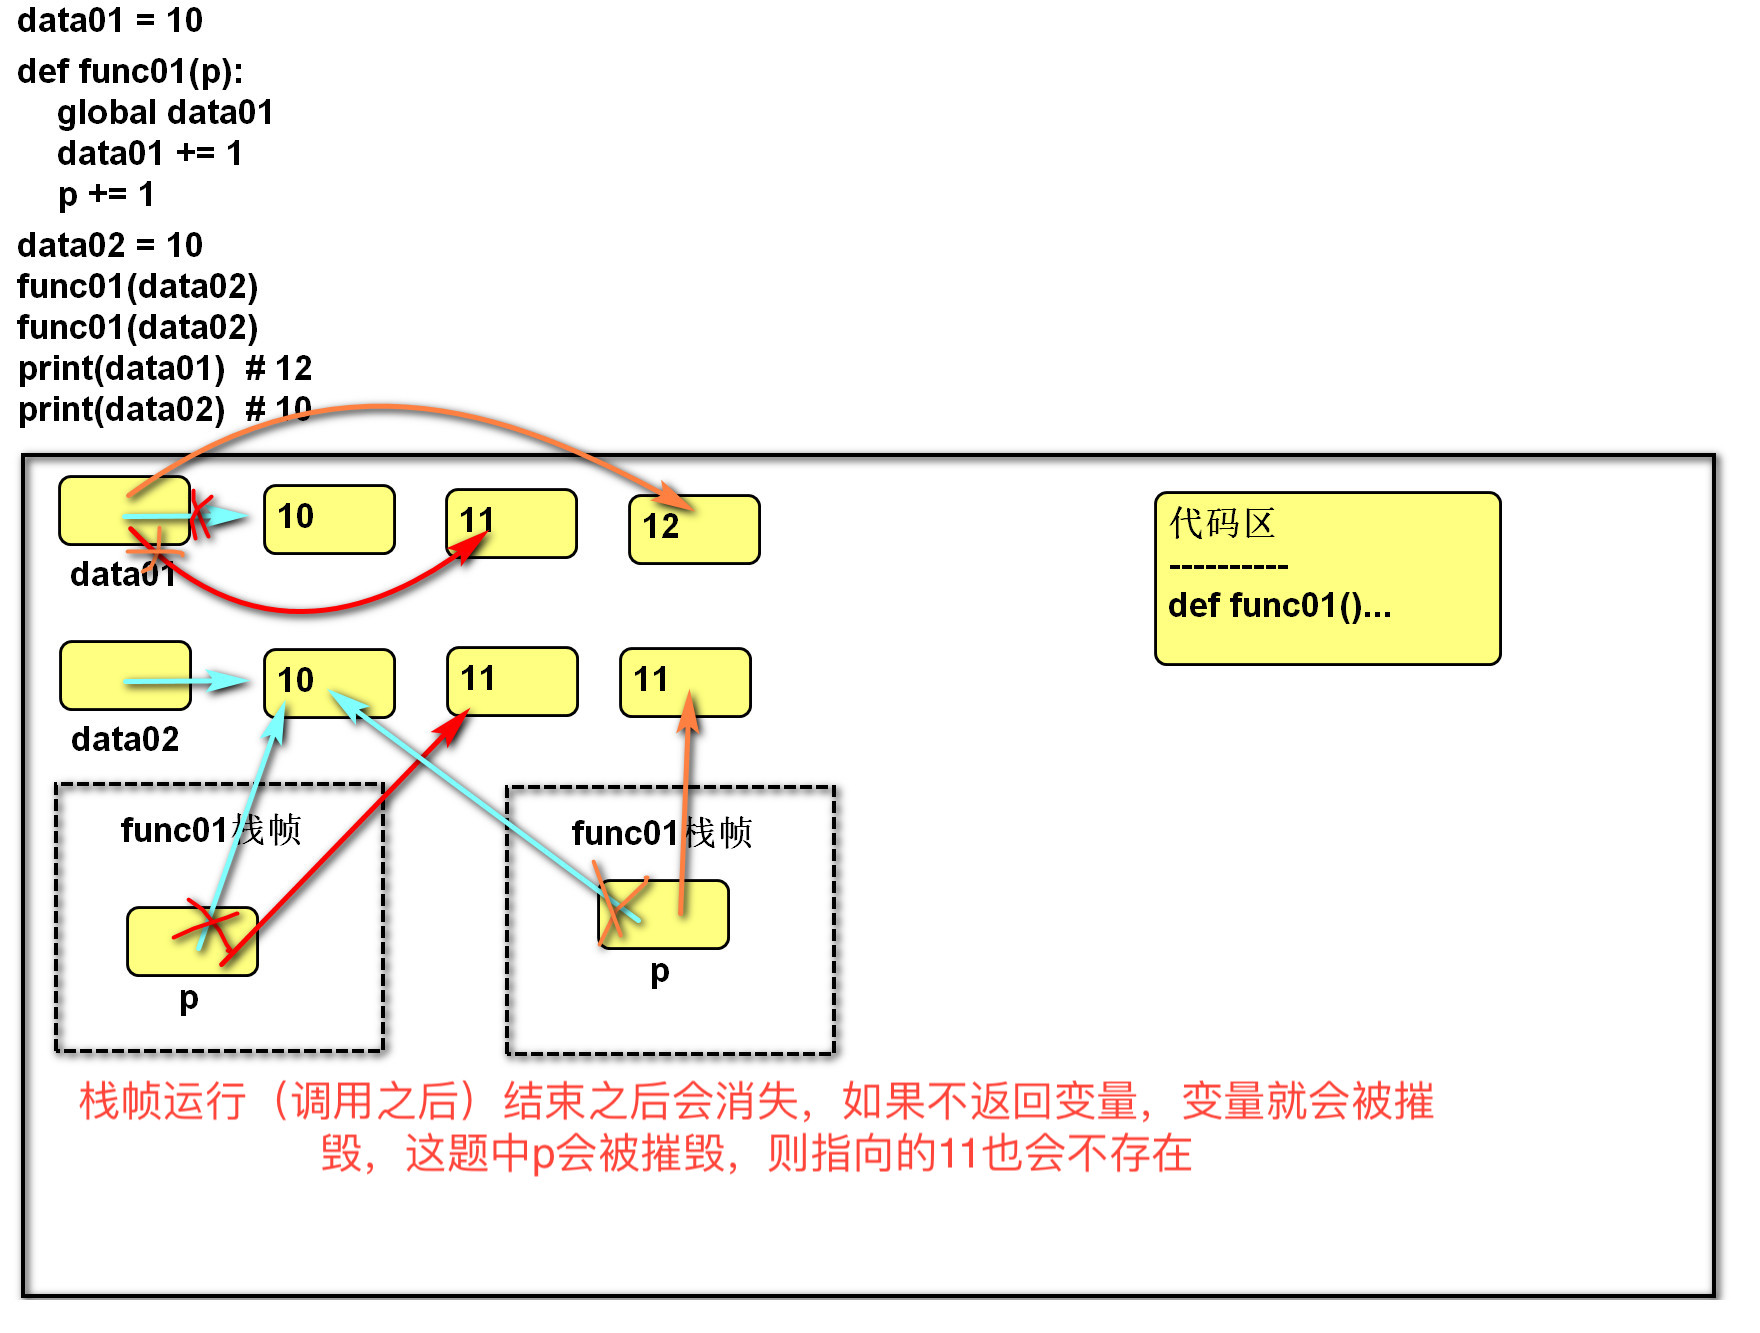 data01 = 10
def func01(p):
    global data01
    data01 += 1
    p += 1
data02 = 10
func01(data02)
func01(data02)
print(data01)  # 12
print(data02)  # 10
10
11
12
data01
代码区
----------
def func01()...
10
11
11
data02
func01栈帧
func01栈帧
p
p
栈帧运行（调用之后）结束之后会消失，如果不返回变量，变量就会被摧
毁，这题中p会被摧毁，则指向的11也会不存在